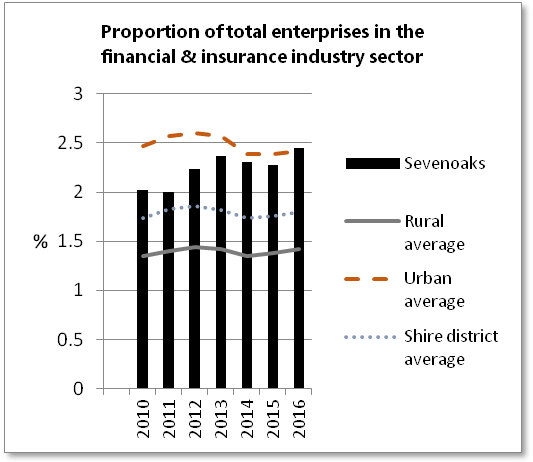 Proportion of total enterprises in the
financial & insurance industry sector
3
2.5
2
1.5
1
0.5
0
%
2010
2011
2012
2013
2014
2015
2016
Sevenoaks
Rural
average
Urban
average
Shire district
average